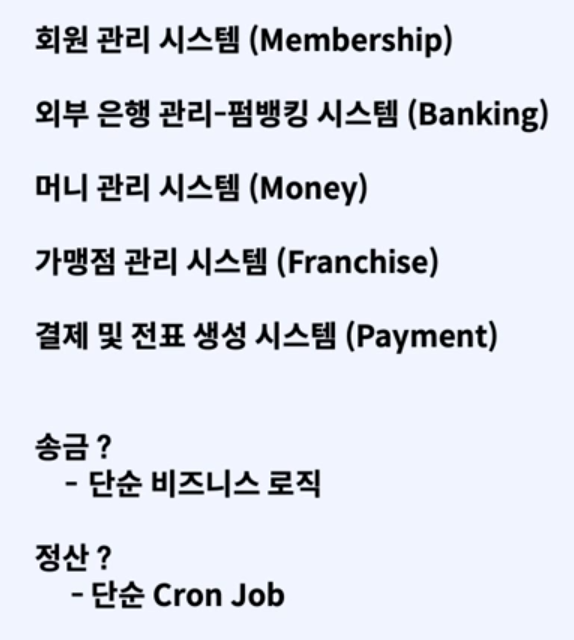 회원 관리 시스템 (Membership)
외부 은행 관리-펌뱅킹 시스템 (Banking)
머니 관리 시스템 (Money)
가맹점 관리 시스템 (Franchise)
결제 및 전표 생성 시스템 (Payment)
송금 ?
- 단순 비즈니스 로직
정산 ?
- 단순 Cron Job